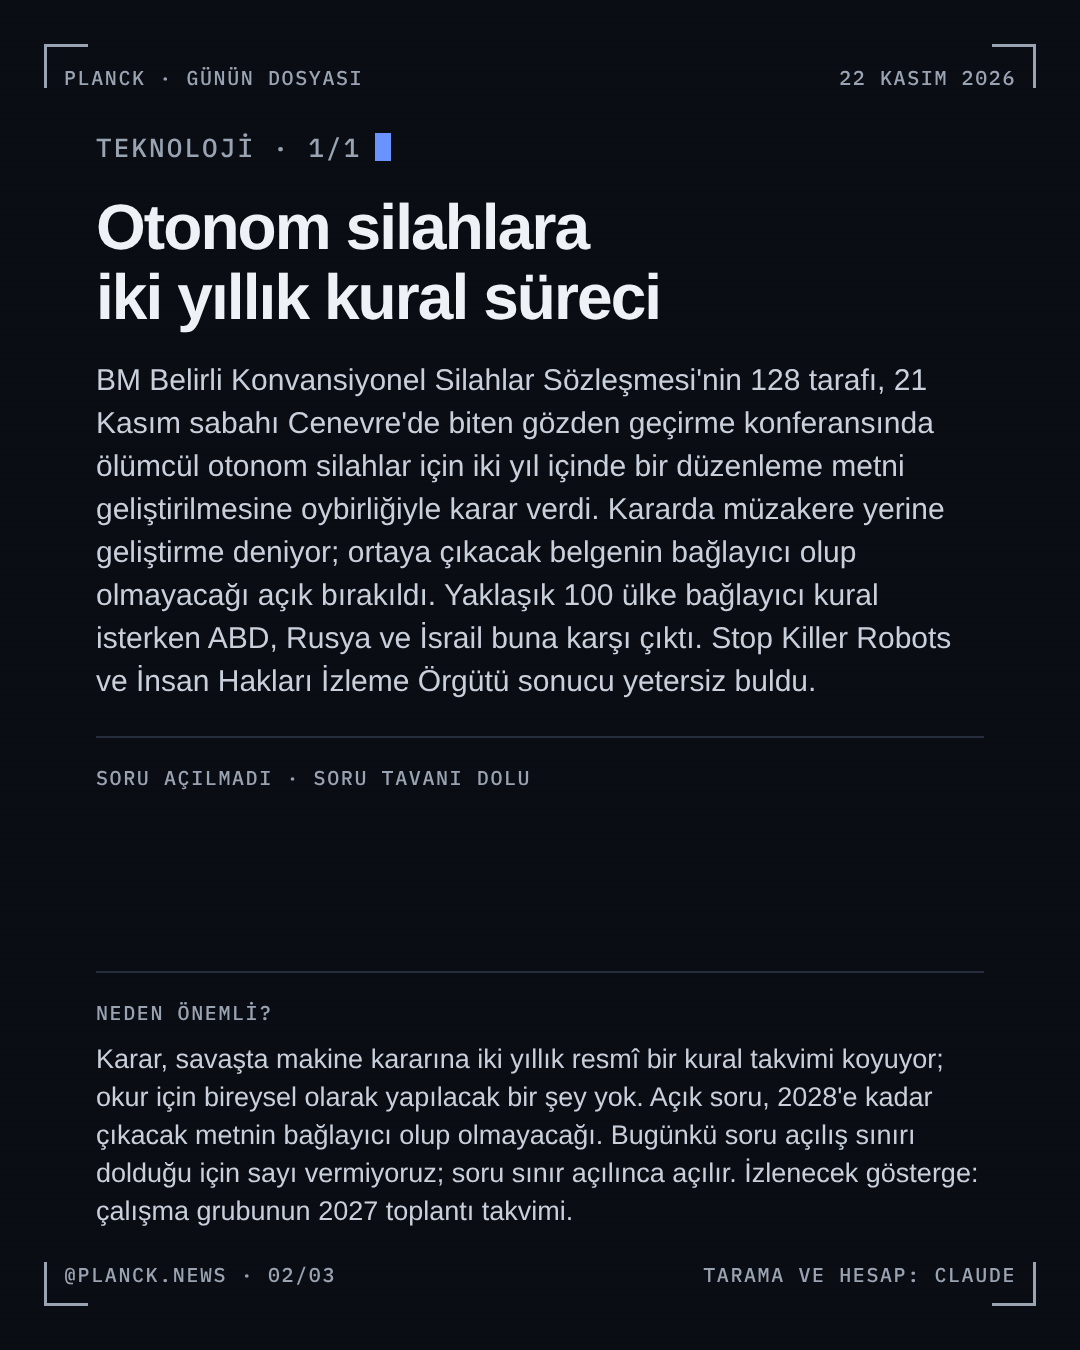 PLANCK · GÜNÜN DOSYASI
22 KASIM 2026
TEKNOLOJİ · 1/1
Otonom silahlara
iki yıllık kural süreci
BM Belirli Konvansiyonel Silahlar Sözleşmesi'nin 128 tarafı, 21
Kasım sabahı Cenevre'de biten gözden geçirme konferansında
ölümcül otonom silahlar için iki yıl içinde bir düzenleme metni
geliştirilmesine oybirliğiyle karar verdi. Kararda müzakere yerine
geliştirme deniyor; ortaya çıkacak belgenin bağlayıcı olup
olmayacağı açık bırakıldı. Yaklaşık 100 ülke bağlayıcı kural
isterken ABD, Rusya ve İsrail buna karşı çıktı. Stop Killer Robots
ve İnsan Hakları İzleme Örgütü sonucu yetersiz buldu.
SORU AÇILMADI · SORU TAVANI DOLU
NEDEN ÖNEMLİ?
Karar, savaşta makine kararına iki yıllık resmî bir kural takvimi koyuyor;
okur için bireysel olarak yapılacak bir şey yok. Açık soru, 2028'e kadar
çıkacak metnin bağlayıcı olup olmayacağı. Bugünkü soru açılış sınırı
dolduğu için sayı vermiyoruz; soru sınır açılınca açılır. İzlenecek gösterge:
çalışma grubunun 2027 toplantı takvimi.
@PLANCK.NEWS · 02/03
TARAMA VE HESAP: CLAUDE